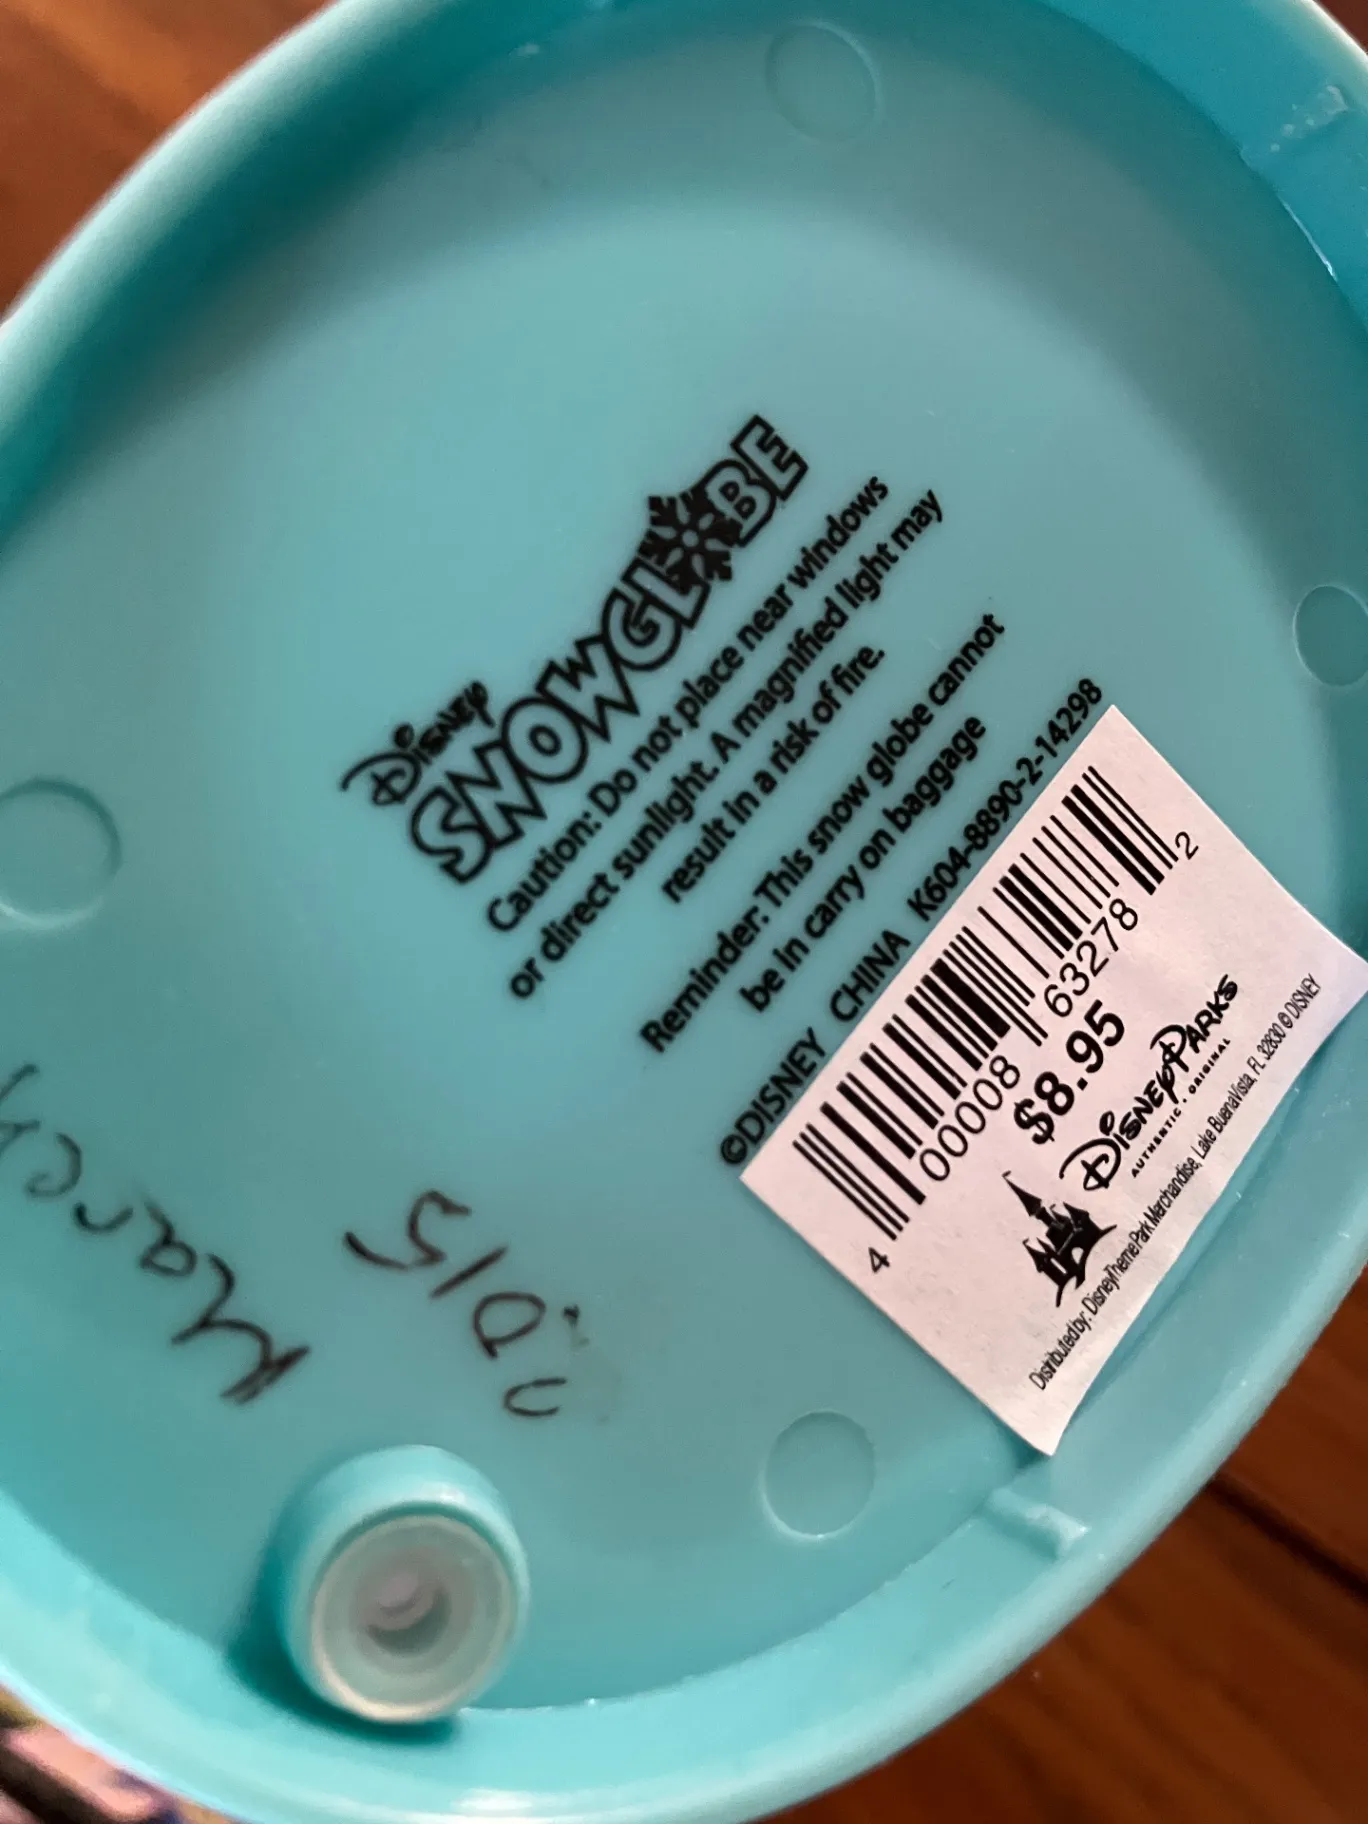 Disney
SNOWGLOBE
Caution: Do not place near windows
or direct sunlight. A magnified light may
result in a risk of fire.
Reminder: This snow globe cannot
be in carry on baggage
©DISNEY CHINA K604-8890-2-14298
4 00008 63278 2
$8.95
Disney Parks
AUTHENTIC · ORIGINAL
Distributed by: Disney Theme Park Merchandise, Lake Buena Vista, FL 32830 © DISNEY
March
2015